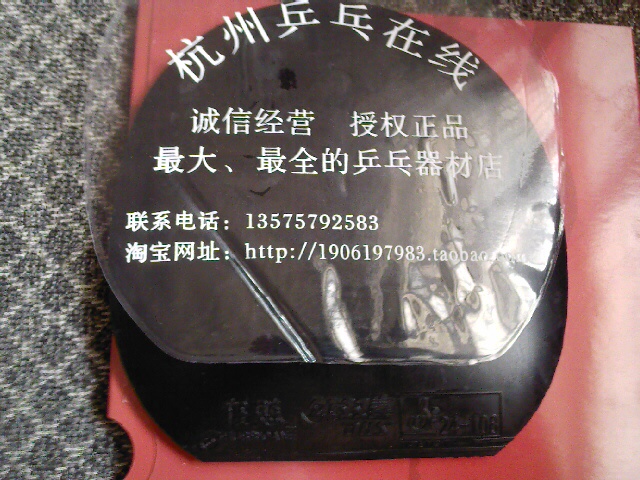 杭州乒乓在线
诚信经营 授权正品
最大、最全的乒乓器材店
联系电话：13575792583
淘宝网址：http://1906197983.taobao.com